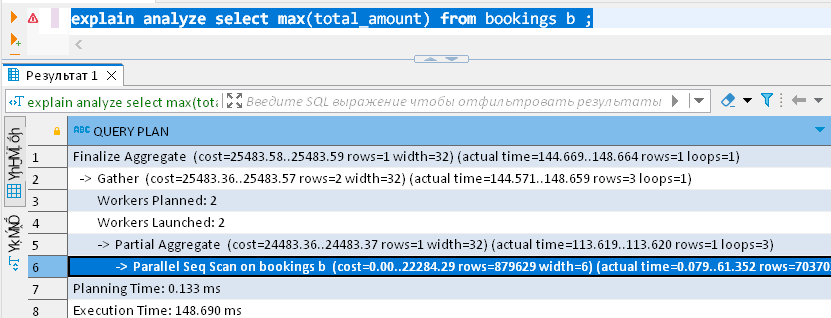 explain analyze select max(total_amount) from bookings b ;
Результат 1
explain analyze select max(tota
Введите SQL выражение чтобы отфильтровать результаты
ABC QUERY PLAN
1 Finalize Aggregate (cost=25483.58..25483.59 rows=1 width=32) (actual time=144.669..148.664 rows=1 loops=1)
2 -> Gather (cost=25483.36..25483.57 rows=2 width=32) (actual time=144.571..148.659 rows=3 loops=1)
3 Workers Planned: 2
4 Workers Launched: 2
5 -> Partial Aggregate (cost=24483.36..24483.37 rows=1 width=32) (actual time=113.619..113.620 rows=1 loops=3)
6 -> Parallel Seq Scan on bookings b (cost=0.00..22284.29 rows=879629 width=6) (actual time=0.079..61.352 rows=70370
7 Planning Time: 0.133 ms
8 Execution Time: 148.690 ms